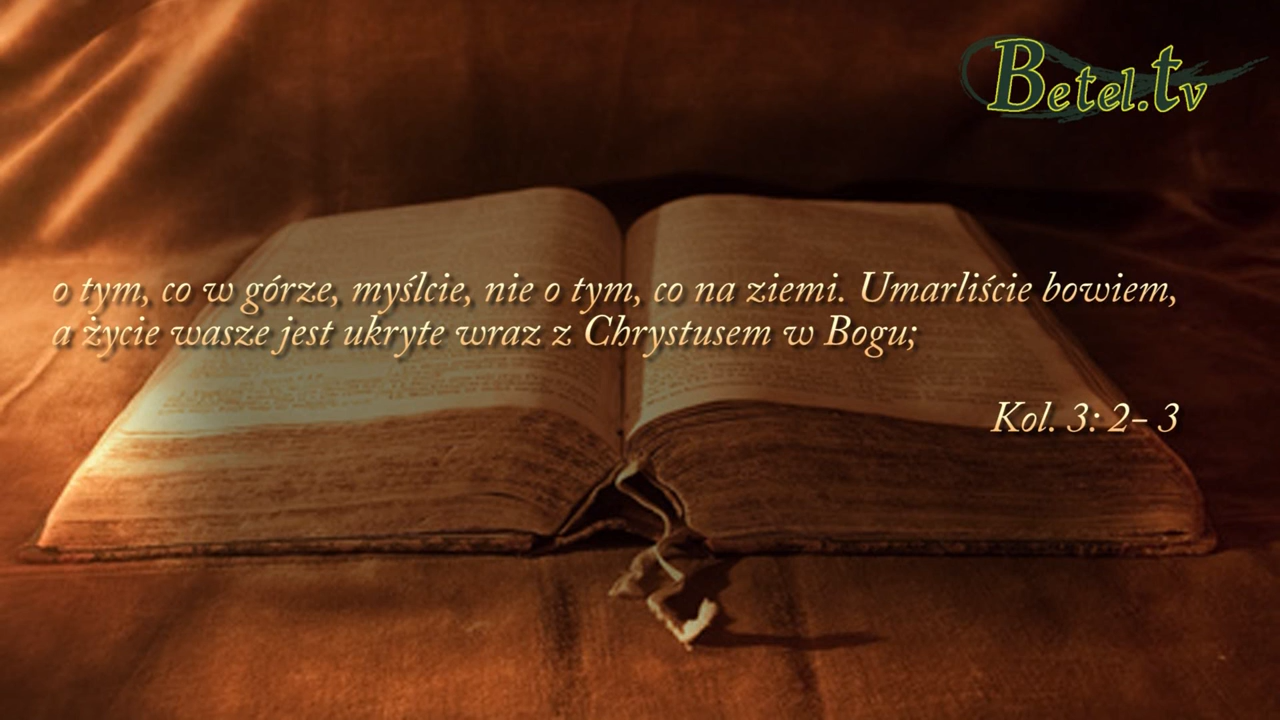 Betel.tv
o tym, co w górze, myślcie, nie o tym, co na ziemi. Umarliście bowiem,
a życie wasze jest ukryte wraz z Chrystusem w Bogu;
Kol. 3: 2– 3